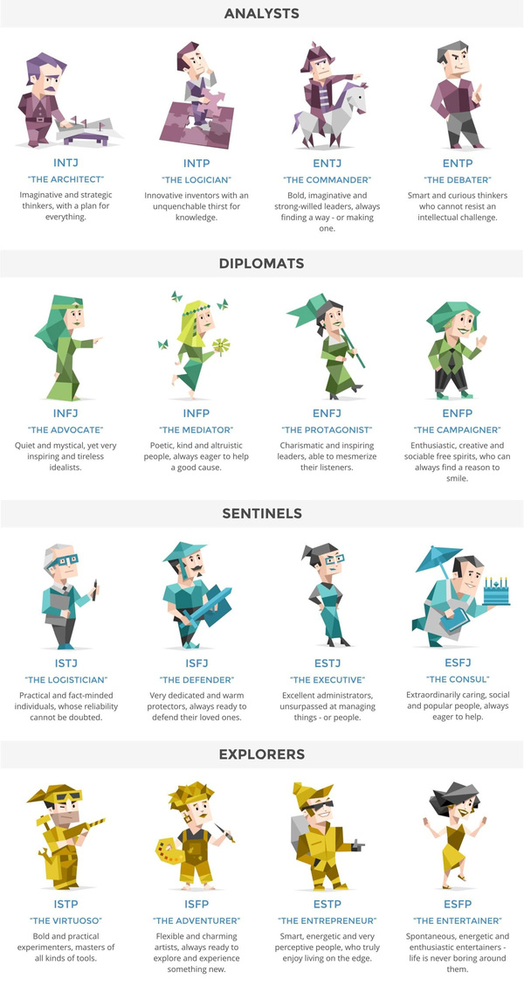 ANALYSTS
INTJ
"THE ARCHITECT"
Imaginative and strategic
thinkers, with a plan for
everything.
INTP
"THE LOGICIAN"
Innovative inventors with an
unquenchable thirst for
knowledge.
ENTJ
"THE COMMANDER"
Bold, imaginative and
strong-willed leaders, always
finding a way - or making
one.
ENTP
"THE DEBATER"
Smart and curious thinkers
who cannot resist an
intellectual challenge.
DIPLOMATS
INFJ
"THE ADVOCATE"
Quiet and mystical, yet very
inspiring and tireless
idealists.
INFP
"THE MEDIATOR"
Poetic, kind and altruistic
people, always eager to help
a good cause.
ENFJ
"THE PROTAGONIST"
Charismatic and inspiring
leaders, able to mesmerize
their listeners.
ENFP
"THE CAMPAIGNER"
Enthusiastic, creative and
sociable free spirits, who can
always find a reason to
smile.
SENTINELS
ISTJ
"THE LOGISTICIAN"
Practical and fact-minded
individuals, whose reliability
cannot be doubted.
ISFJ
"THE DEFENDER"
Very dedicated and warm
protectors, always ready to
defend their loved ones.
ESTJ
"THE EXECUTIVE"
Excellent administrators,
unsurpassed at managing
things - or people.
ESFJ
"THE CONSUL"
Extraordinarily caring, social
and popular people, always
eager to help.
EXPLORERS
ISTP
"THE VIRTUOSO"
Bold and practical
experimenters, masters of
all kinds of tools.
ISFP
"THE ADVENTURER"
Flexible and charming
artists, always ready to
explore and experience
something new.
ESTP
"THE ENTREPRENEUR"
Smart, energetic and very
perceptive people, who truly
enjoy living on the edge.
ESFP
"THE ENTERTAINER"
Spontaneous, energetic and
enthusiastic entertainers -
life is never boring around
them.